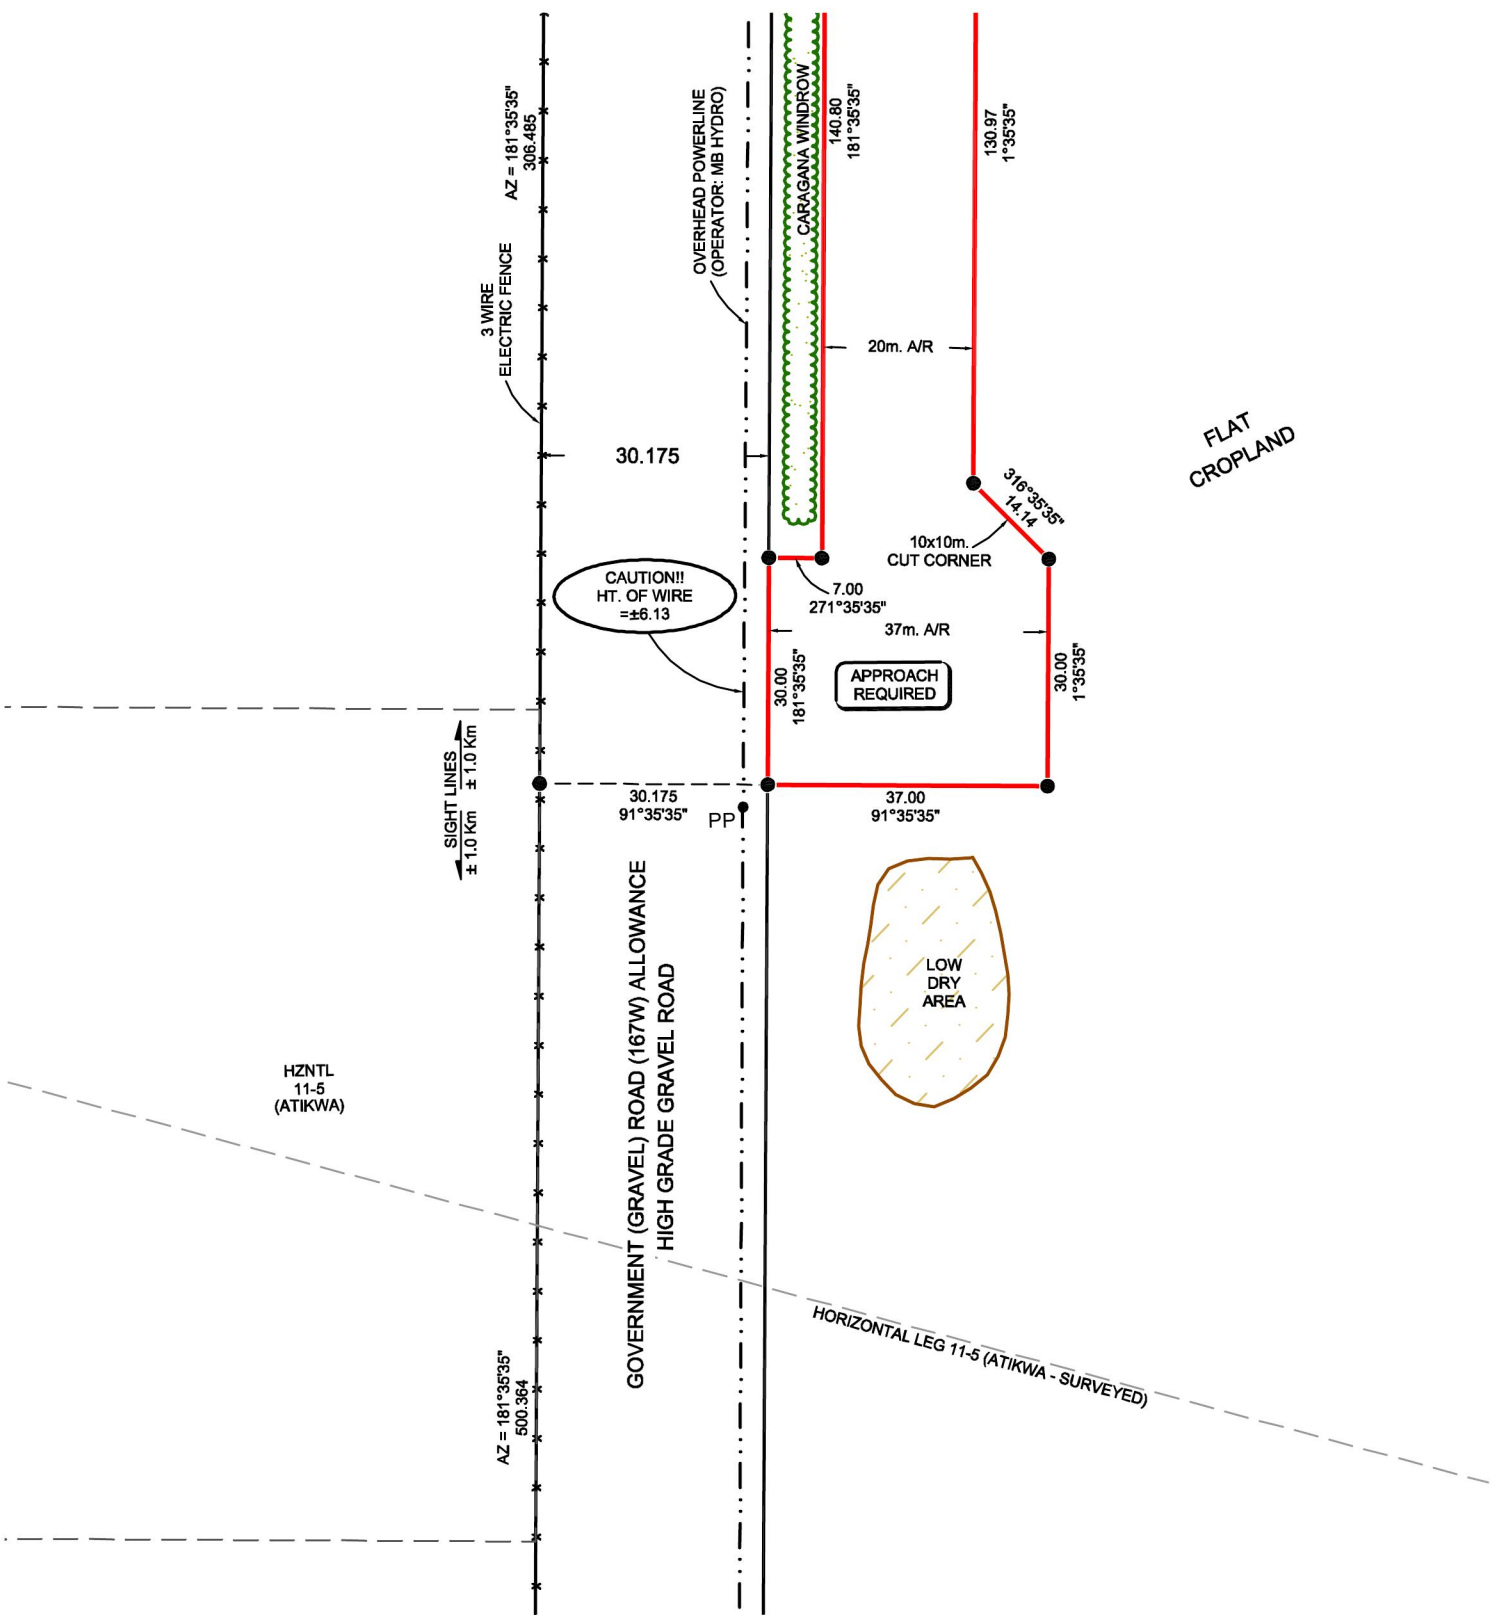 AZ = 181°35'35"
306.485
3 WIRE
ELECTRIC FENCE
OVERHEAD POWERLINE
(OPERATOR: MB HYDRO)
CARAGANA WINDROW
140.80
181°35'35"
130.97
1°35'35"
20m. A/R
FLAT
CROPLAND
30.175
316°35'35"
14.14
10x10m.
CUT CORNER
CAUTION!!
HT. OF WIRE
=±6.13
7.00
271°35'35"
37m. A/R
APPROACH
REQUIRED
30.00
181°35'35"
30.00
1°35'35"
SIGHT LINES
± 1.0 Km
± 1.0 Km
30.175
91°35'35"
PP
37.00
91°35'35"
GOVERNMENT (GRAVEL) ROAD (167W) ALLOWANCE
HIGH GRADE GRAVEL ROAD
LOW
DRY
AREA
HZNTL
11-5
(ATIKWA)
HORIZONTAL LEG 11-5 (ATIKWA - SURVEYED)
AZ = 181°35'35"
500.364